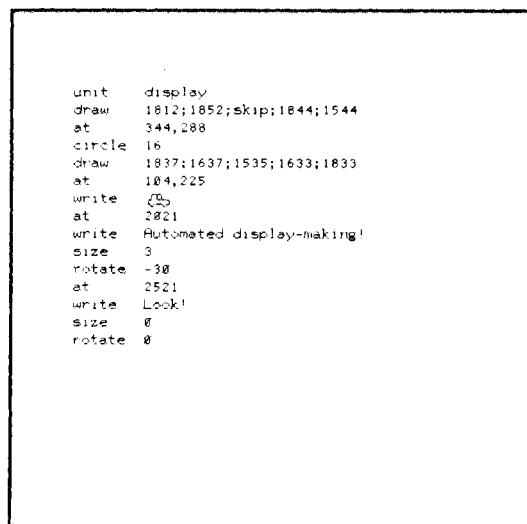 unit display
draw 1812;1852;skip;1844;1544
at 344,288
circle 16
draw 1837;1637;1535;1633;1833
at 104,225
write
at 2021
write Automated display-making!
size 3
rotate -30
at 2521
write Look!
size 0
rotate 0